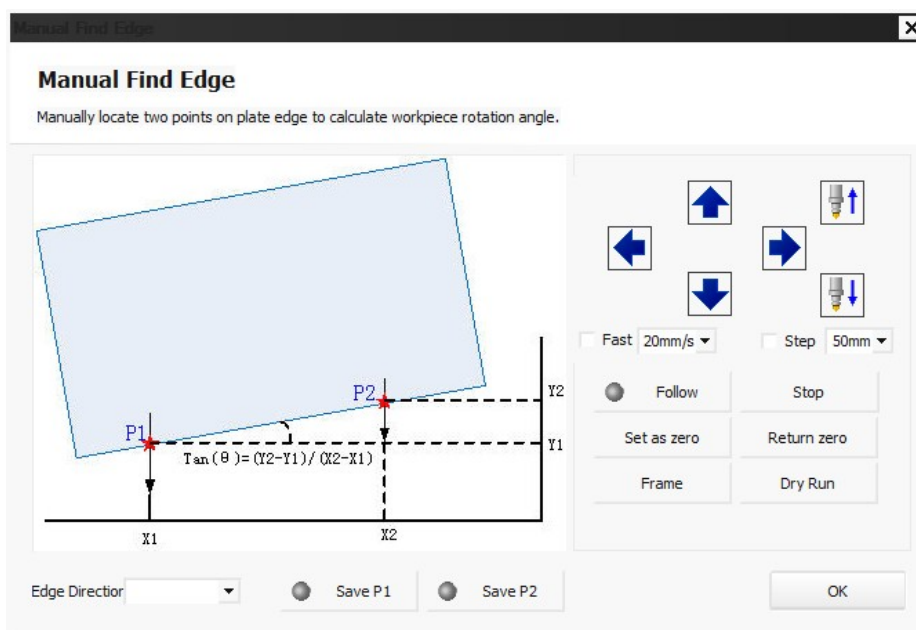 Manual Find Edge
Manual Find Edge
Manually locate two points on plate edge to calculate workpiece rotation angle.
P2
Y2
P1
Y1
Tan(θ)=(Y2-Y1)/(X2-X1)
X1
X2
Fast 20mm/s
Step 50mm
Follow
Stop
Set as zero
Return zero
Frame
Dry Run
Edge Direction
Save P1
Save P2
OK